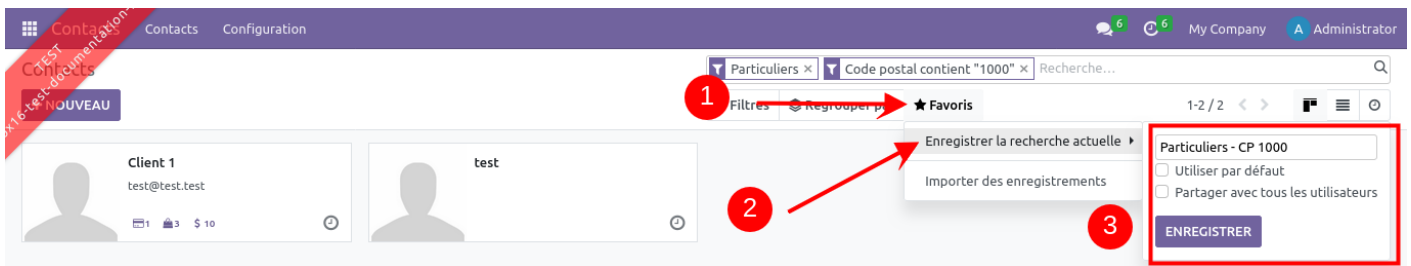 Contacts Contacts Configuration 6 6 My Company A Administrator
TEST
Contacts
Particuliers × Code postal contient "1000" × Recherche...
NOUVEAU
1
Filtres Regrouper Favoris 1-2 / 2
Client 1
test@test.test
1 3 $ 10
test
Enregistrer la recherche actuelle
Importer des enregistrements
2
Particuliers - CP 1000
Utiliser par défaut
Partager avec tous les utilisateurs
3
ENREGISTRER